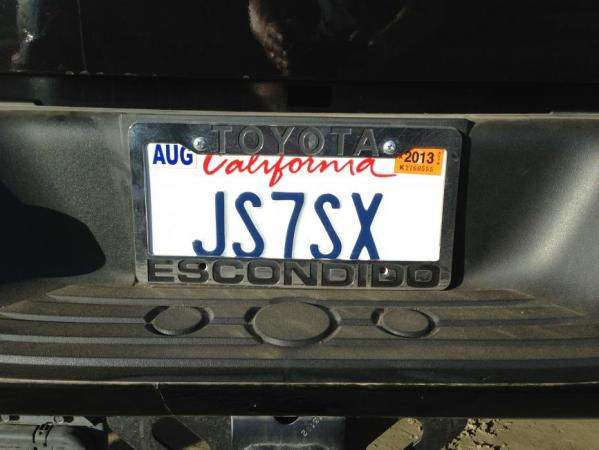 TOYOTA
AUG California 2013
JS7SX
ESCONDIDO